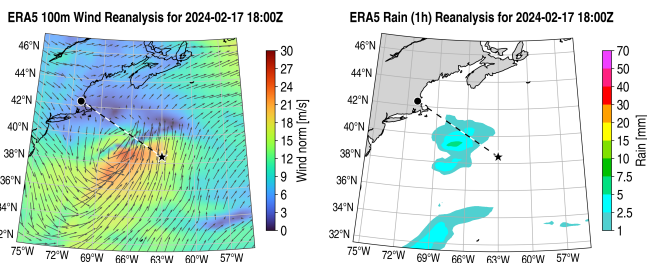 ERA5 100m Wind Reanalysis for 2024-02-17 18:00Z
46°N
44°N
42°N
40°N
38°N
36°N
34°N
32°N
75°W 72°W 69°W 66°W 63°W 60°W 57°W
30
27
24
21
18
15
12
9
6
3
0
Wind norm [m/s]
ERA5 Rain (1h) Reanalysis for 2024-02-17 18:00Z
46°N
44°N
42°N
40°N
38°N
36°N
34°N
32°N
75°W 72°W 69°W 66°W 63°W 60°W 57°W
70
50
40
30
20
15
10
7.5
5
2.5
1
Rain [mm]